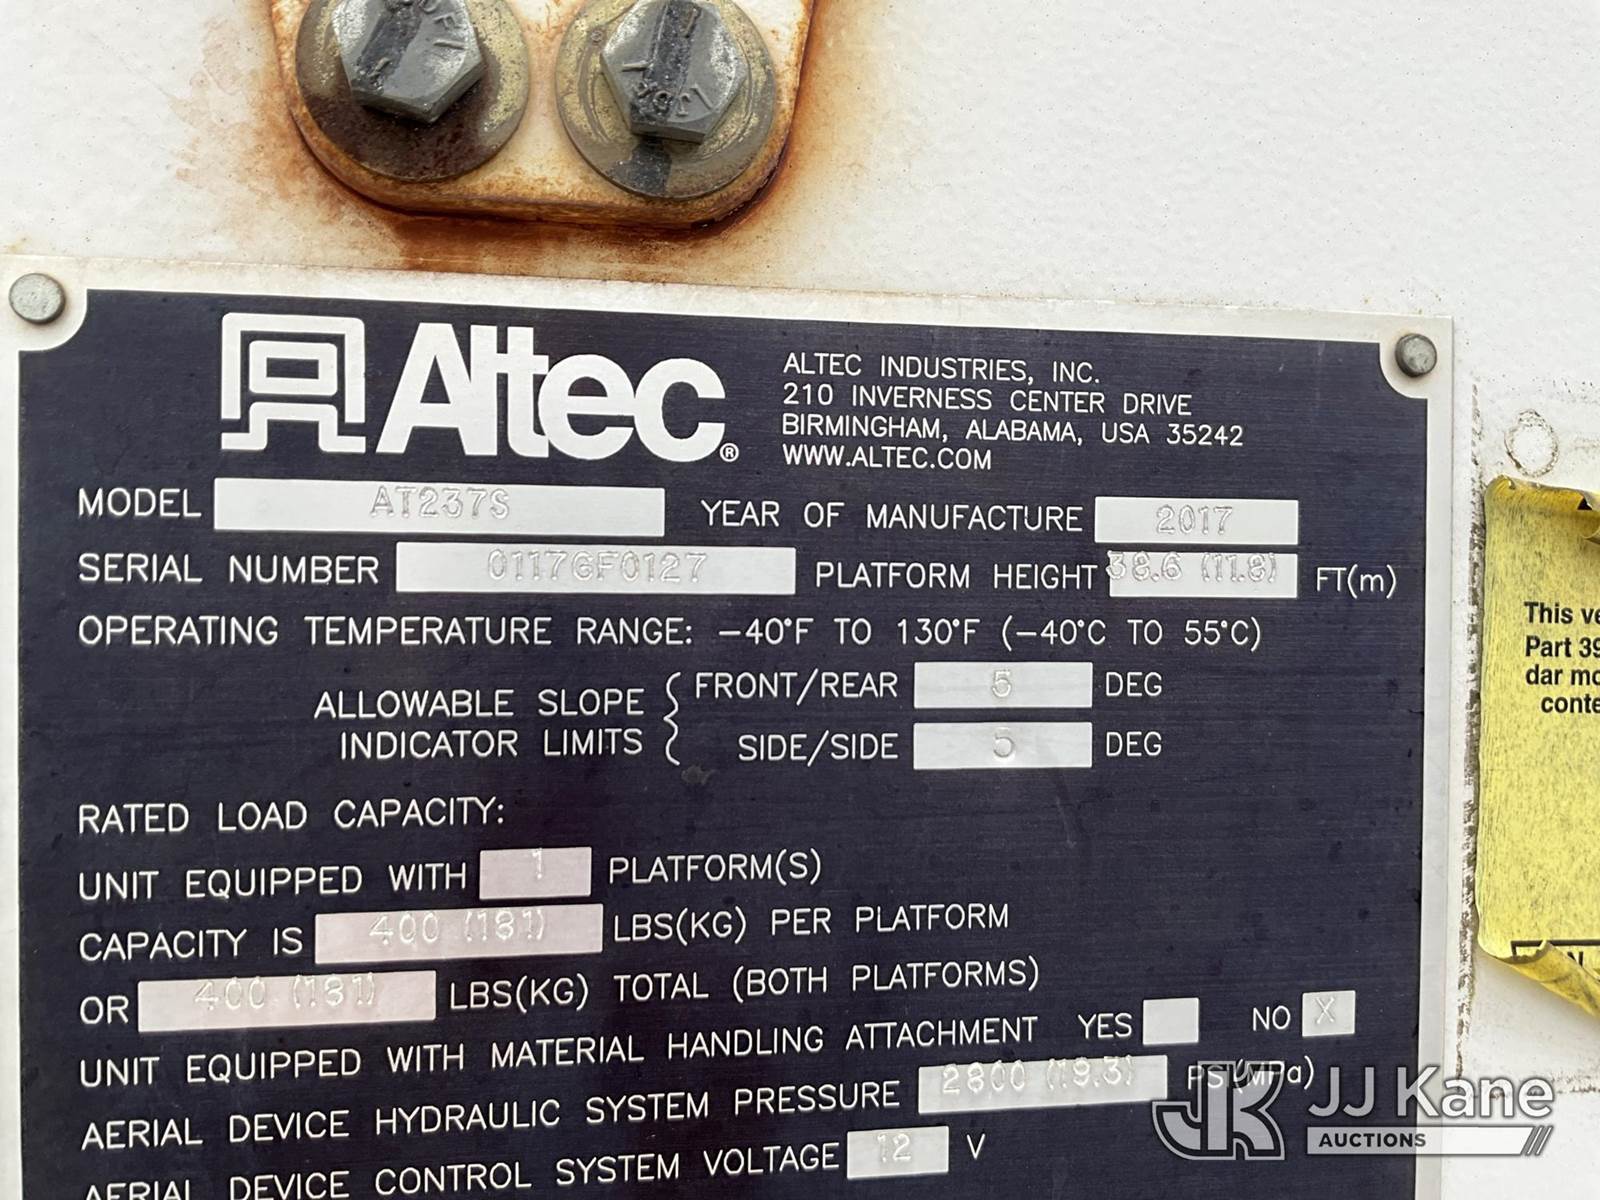 Altec®
ALTEC INDUSTRIES, INC.
210 INVERNESS CENTER DRIVE
BIRMINGHAM, ALABAMA, USA 35242
WWW.ALTEC.COM
MODEL AT237S YEAR OF MANUFACTURE 2017
SERIAL NUMBER 0117GF0127 PLATFORM HEIGHT 38.6 (11.8) FT(m)
OPERATING TEMPERATURE RANGE: -40°F TO 130°F (-40°C TO 55°C)
ALLOWABLE SLOPE INDICATOR LIMITS { FRONT/REAR 5 DEG
SIDE/SIDE 5 DEG
RATED LOAD CAPACITY:
UNIT EQUIPPED WITH 1 PLATFORM(S)
CAPACITY IS 400 (181) LBS(KG) PER PLATFORM
OR 400 (181) LBS(KG) TOTAL (BOTH PLATFORMS)
UNIT EQUIPPED WITH MATERIAL HANDLING ATTACHMENT YES NO X
AERIAL DEVICE HYDRAULIC SYSTEM PRESSURE 2800 (19.3) PSI(MPa)
AERIAL DEVICE CONTROL SYSTEM VOLTAGE 12 V
This ve
Part 39
dar mo
conte
JJ Kane
AUCTIONS